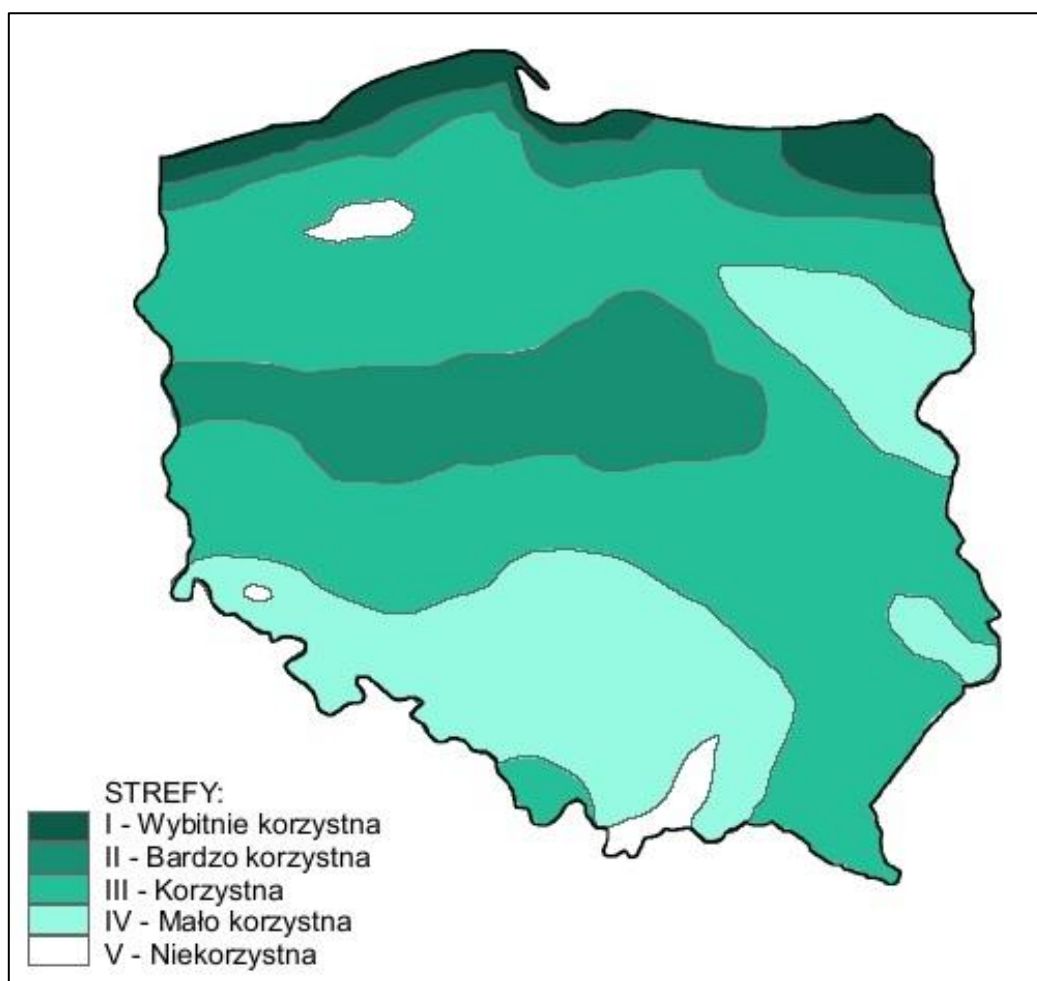 STREFY:
I - Wybitnie korzystna
II - Bardzo korzystna
III - Korzystna
IV - Mało korzystna
V - Niekorzystna